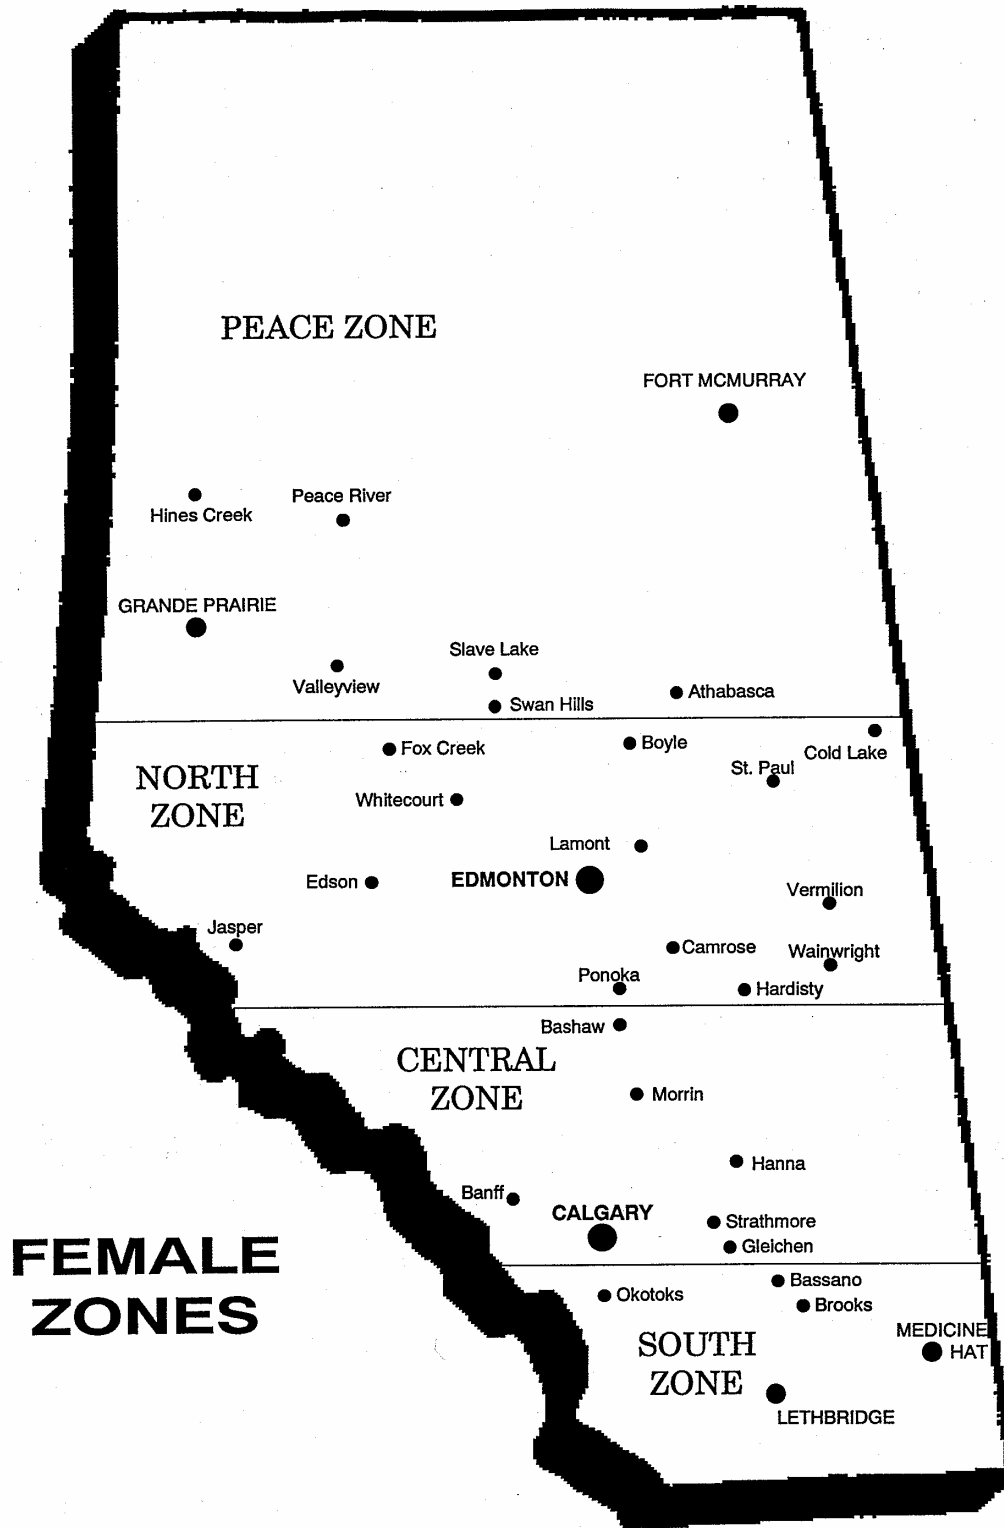 PEACE ZONE
FORT MCMURRAY
Hines Creek
Peace River
GRANDE PRAIRIE
Valleyview
Slave Lake
Swan Hills
Athabasca
NORTH
ZONE
Fox Creek
Boyle
Cold Lake
St. Paul
Whitecourt
Lamont
Edson
EDMONTON
Vermilion
Jasper
Camrose
Wainwright
Ponoka
Hardisty
Bashaw
CENTRAL
ZONE
Morrin
Hanna
Banff
CALGARY
Strathmore
Gleichen
FEMALE
ZONES
Okotoks
Bassano
Brooks
SOUTH
ZONE
MEDICINE
HAT
LETHBRIDGE